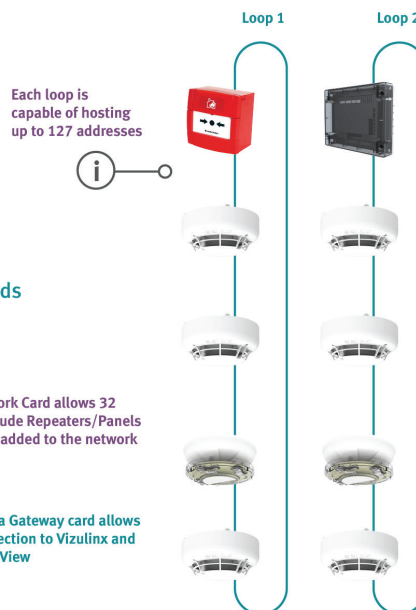 Loop 1
Loop 2
Each loop is
capable of hosting
up to 127 addresses
i
ds
ork Card allows 32
ude Repeaters/Panels
added to the network
a Gateway card allows
ection to Vizulinx and
View